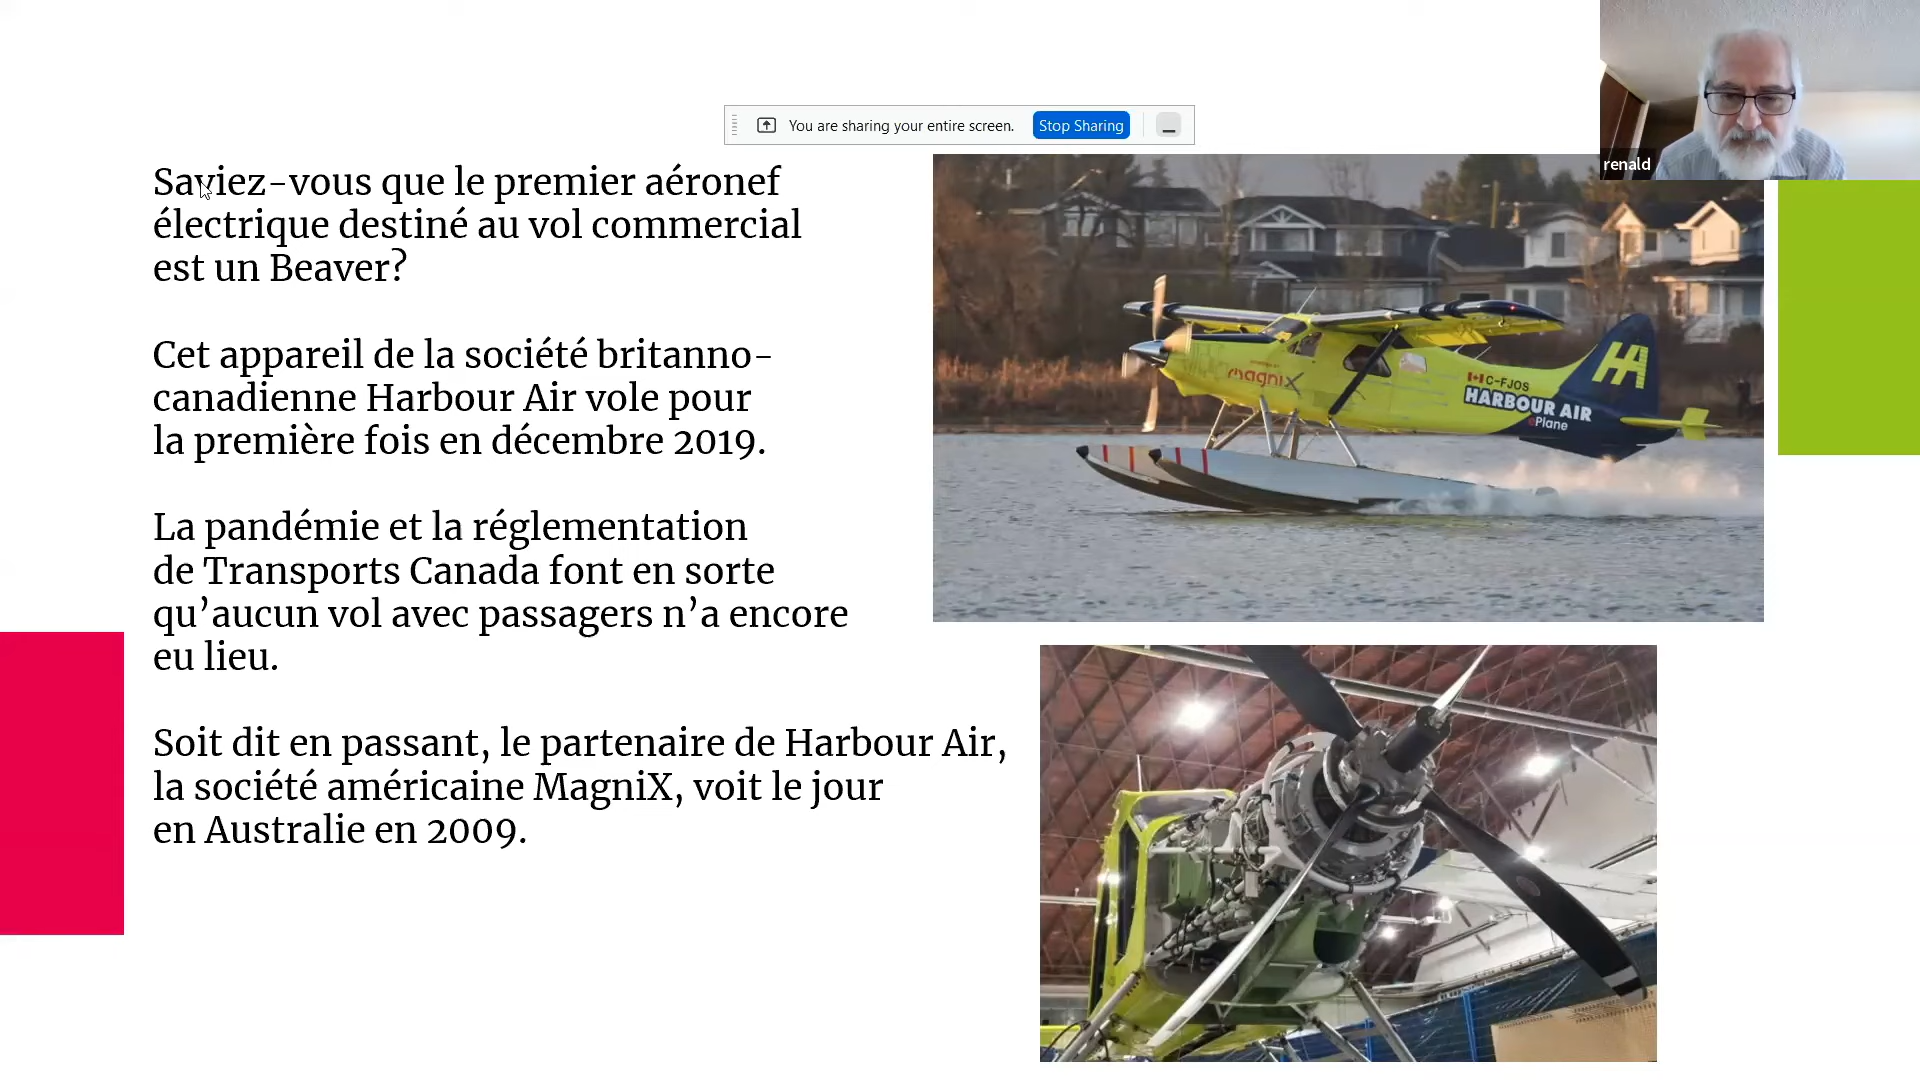 You are sharing your entire screen. Stop Sharing
renald
Saviez-vous que le premier aéronef
électrique destiné au vol commercial
est un Beaver?
Cet appareil de la société britanno-
canadienne Harbour Air vole pour
la première fois en décembre 2019.
La pandémie et la réglementation
de Transports Canada font en sorte
qu’aucun vol avec passagers n’a encore
eu lieu.
Soit dit en passant, le partenaire de Harbour Air,
la société américaine MagniX, voit le jour
en Australie en 2009.
magniX
C-FJOS
HARBOUR AIR
ePlane
HA